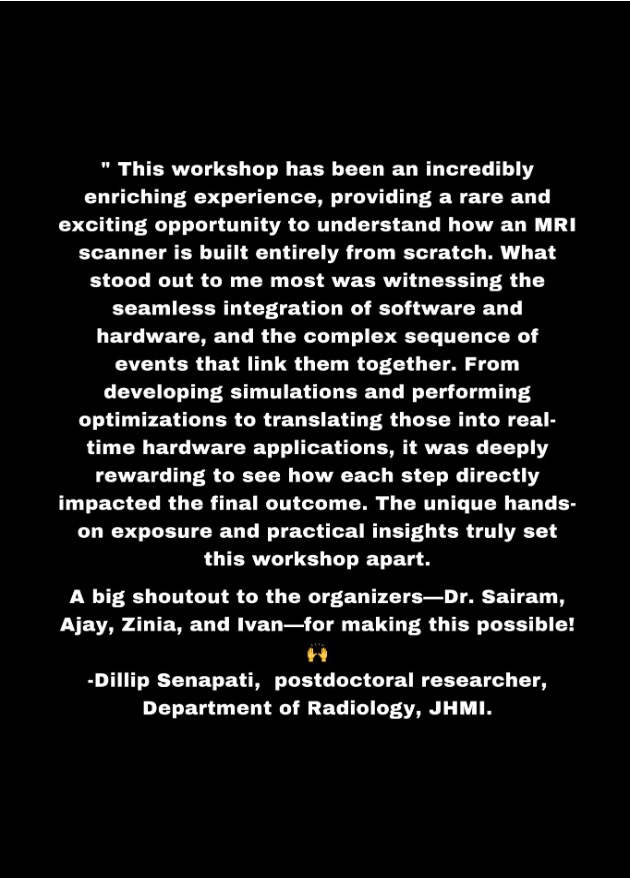 " This workshop has been an incredibly
enriching experience, providing a rare and
exciting opportunity to understand how an MRI
scanner is built entirely from scratch. What
stood out to me most was witnessing the
seamless integration of software and
hardware, and the complex sequence of
events that link them together. From
developing simulations and performing
optimizations to translating those into real-
time hardware applications, it was deeply
rewarding to see how each step directly
impacted the final outcome. The unique hands-
on exposure and practical insights truly set
this workshop apart.
A big shoutout to the organizers—Dr. Sairam,
Ajay, Zinia, and Ivan—for making this possible!
🙌
-Dillip Senapati,  postdoctoral researcher,
Department of Radiology, JHMI.